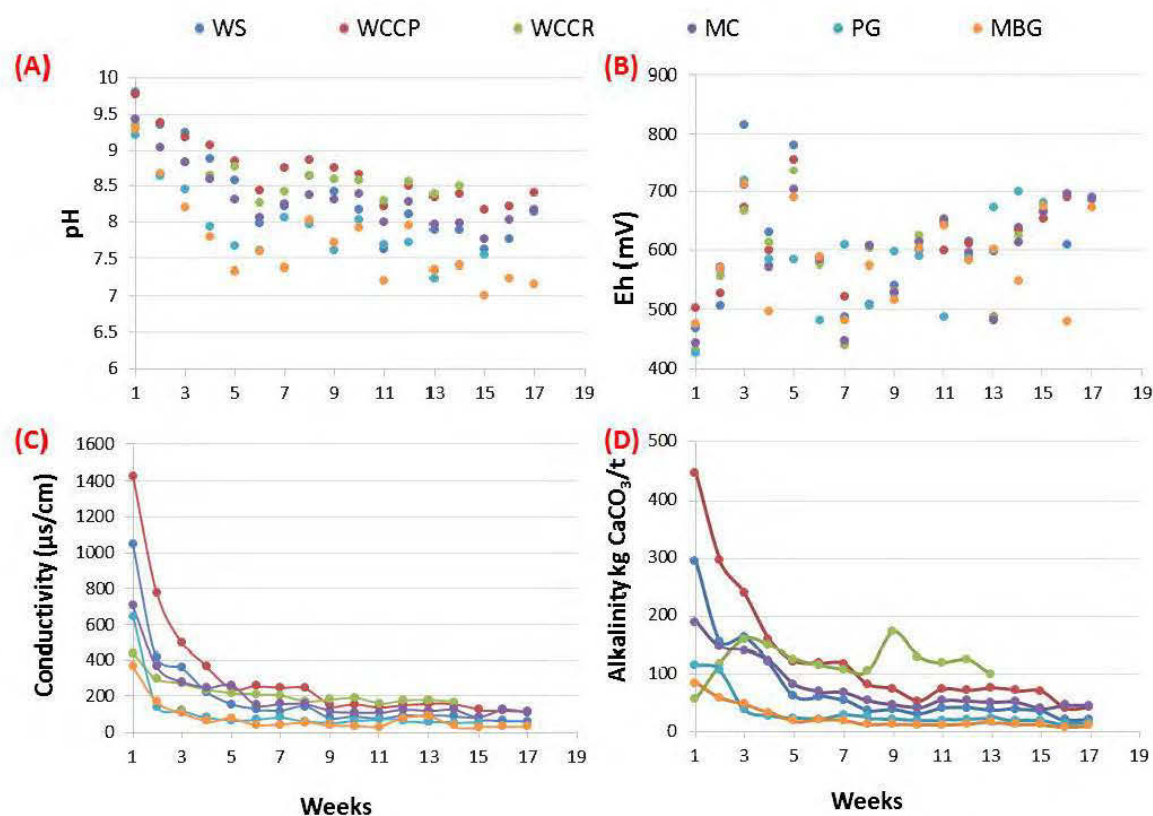 WS WCCP WCCR MC PG MBG
(A)
10
9.5
9
8.5
8
7.5
7
6.5
6
pH
1 3 5 7 9 11 13 15 17 19
(B)
900
800
700
600
500
400
Eh (mV)
1 3 5 7 9 11 13 15 17 19
(C)
1600
1400
1200
1000
800
600
400
200
0
Conductivity (µs/cm)
1 3 5 7 9 11 13 15 17 19
Weeks
(D)
500
400
300
200
100
0
Alkalinity kg CaCO₃/t
1 3 5 7 9 11 13 15 17 19
Weeks